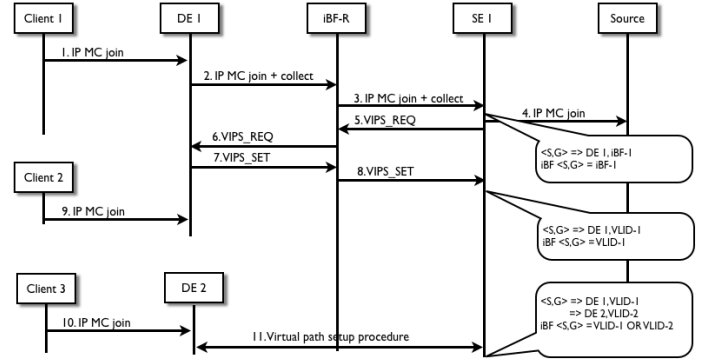 Client 1
DE 1
iBF-R
SE 1
Source
1. IP MC join
2. IP MC join + collect
3. IP MC join + collect
4. IP MC join
5. VIPS_REQ
6. VIPS_REQ
<S,G> => DE 1, iBF-1
iBF <S,G> = iBF-1
7. VIPS_SET
8. VIPS_SET
Client 2
9. IP MC join
<S,G> => DE 1, VLID-1
iBF <S,G> = VLID-1
Client 3
DE 2
<S,G> => DE 1, VLID-1
=> DE 2, VLID-2
iBF <S,G> = VLID-1 OR VLID-2
10. IP MC join
11. Virtual path setup procedure